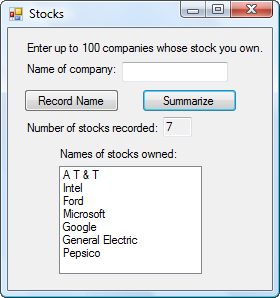 Stocks
Enter up to 100 companies whose stock you own.
Name of company:
Record Name
Summarize
Number of stocks recorded: 7
Names of stocks owned:
A T & T
Intel
Ford
Microsoft
Google
General Electric
Pepsico